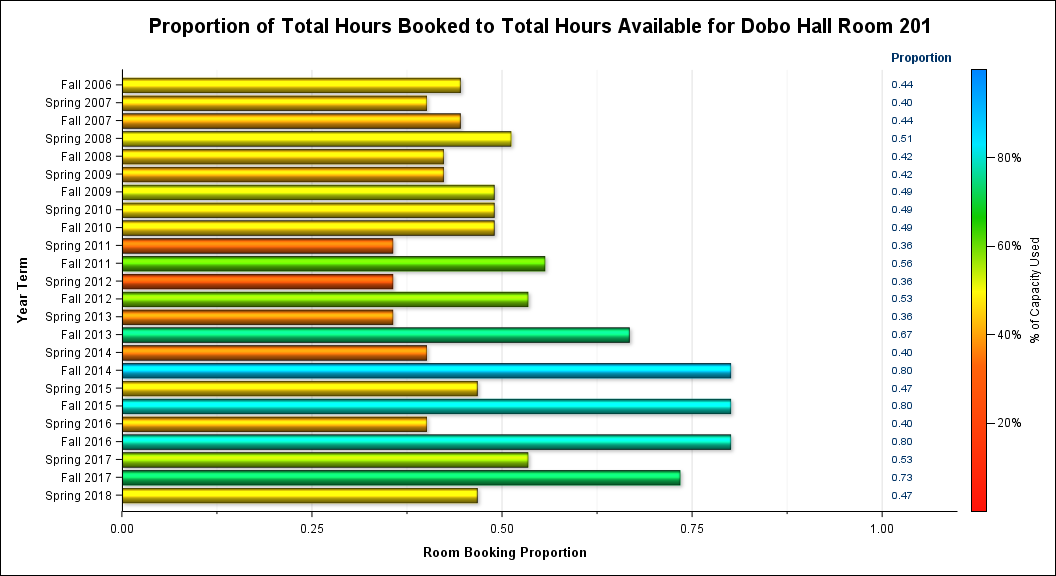 Proportion of Total Hours Booked to Total Hours Available for Dobo Hall Room 201
Proportion
Fall 2006 0.44
Spring 2007 0.40
Fall 2007 0.44
Spring 2008 0.51
Fall 2008 0.42
Spring 2009 0.42
Fall 2009 0.49
Spring 2010 0.49
Fall 2010 0.49
Spring 2011 0.36
Fall 2011 0.56
Spring 2012 0.36
Fall 2012 0.53
Spring 2013 0.36
Fall 2013 0.67
Spring 2014 0.40
Fall 2014 0.80
Spring 2015 0.47
Fall 2015 0.80
Spring 2016 0.40
Fall 2016 0.80
Spring 2017 0.53
Fall 2017 0.73
Spring 2018 0.47
Year Term
0.00 0.25 0.50 0.75 1.00
Room Booking Proportion
80%
60%
40%
20%
% of Capacity Used